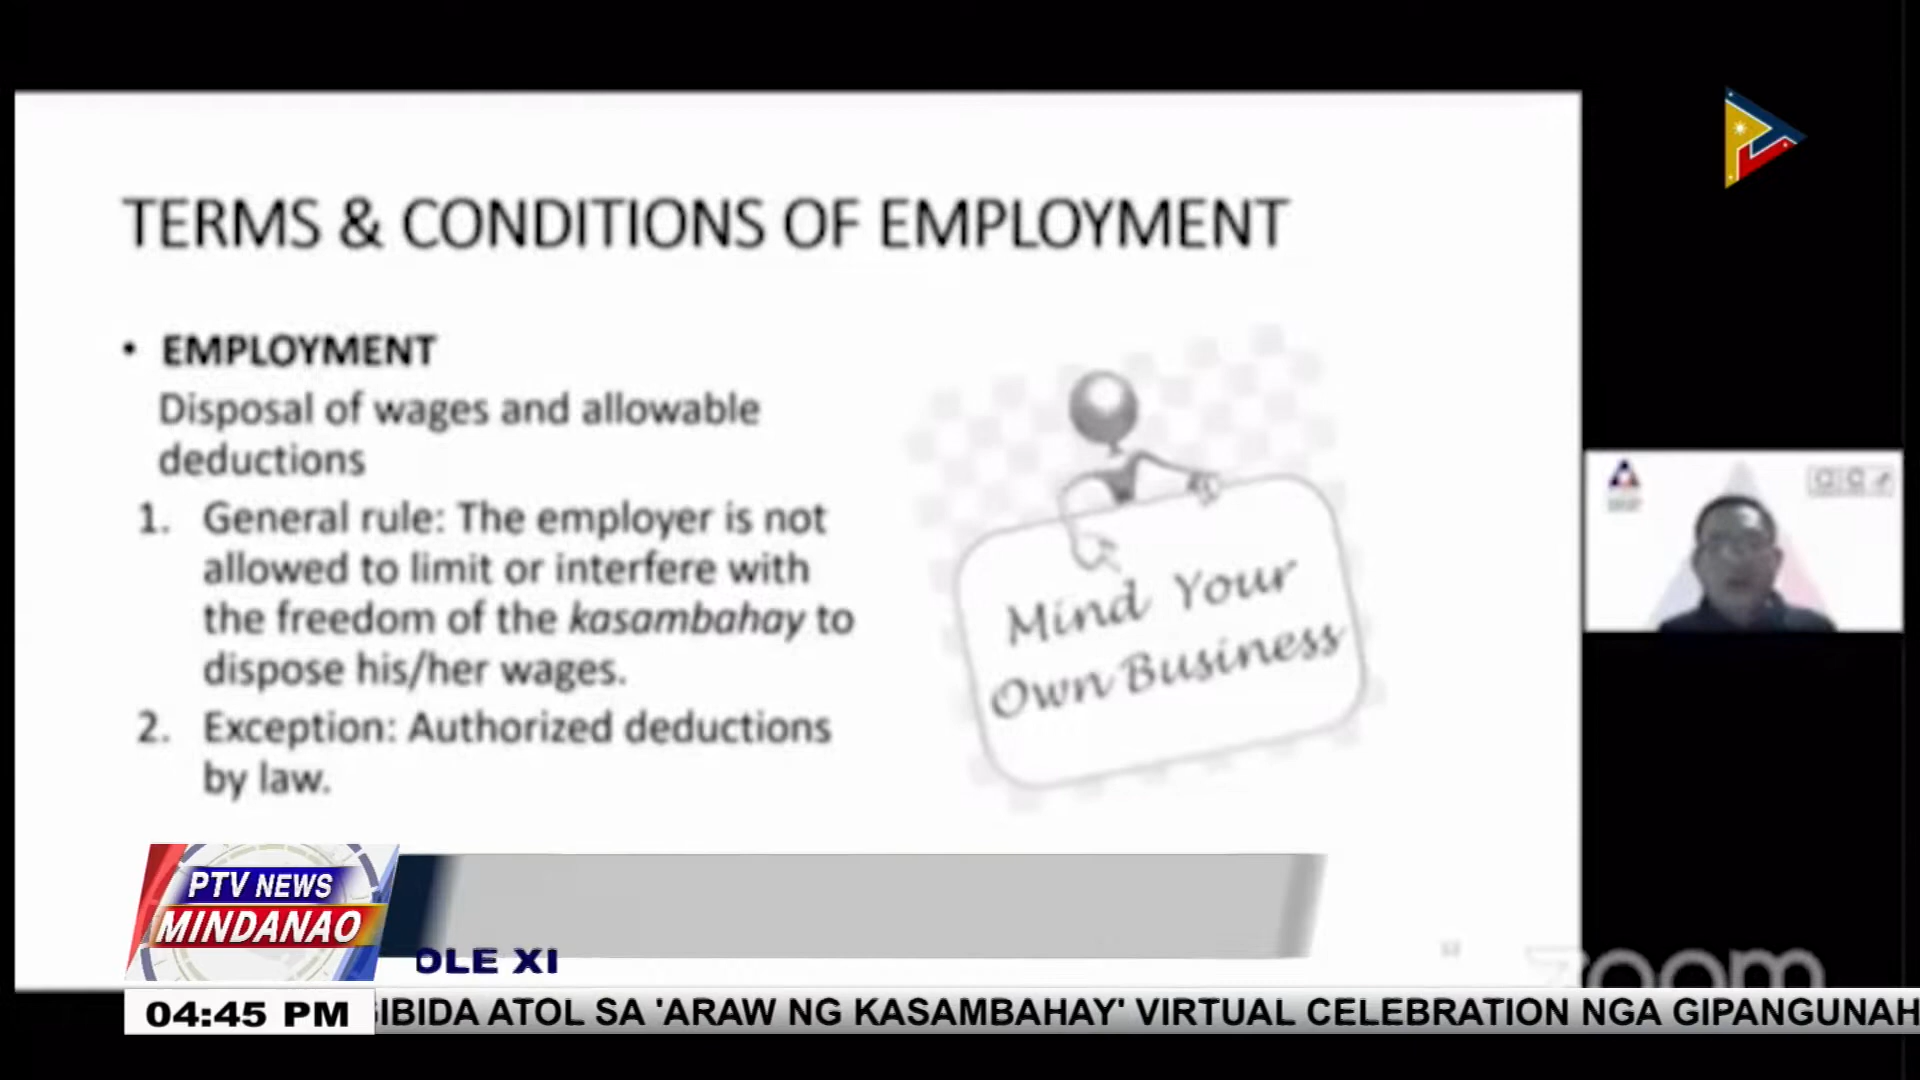 TERMS & CONDITIONS OF EMPLOYMENT
• EMPLOYMENT
Disposal of wages and allowable
deductions
1. General rule: The employer is not
allowed to limit or interfere with
the freedom of the kasambahay to
dispose his/her wages.
2. Exception: Authorized deductions
by law.
Mind Your
Own Business
PTV NEWS
MINDANAO
OLE XI
zoom
04:45 PM
IBIDA ATOL SA 'ARAW NG KASAMBAHAY' VIRTUAL CELEBRATION NGA GIPANGUNAH